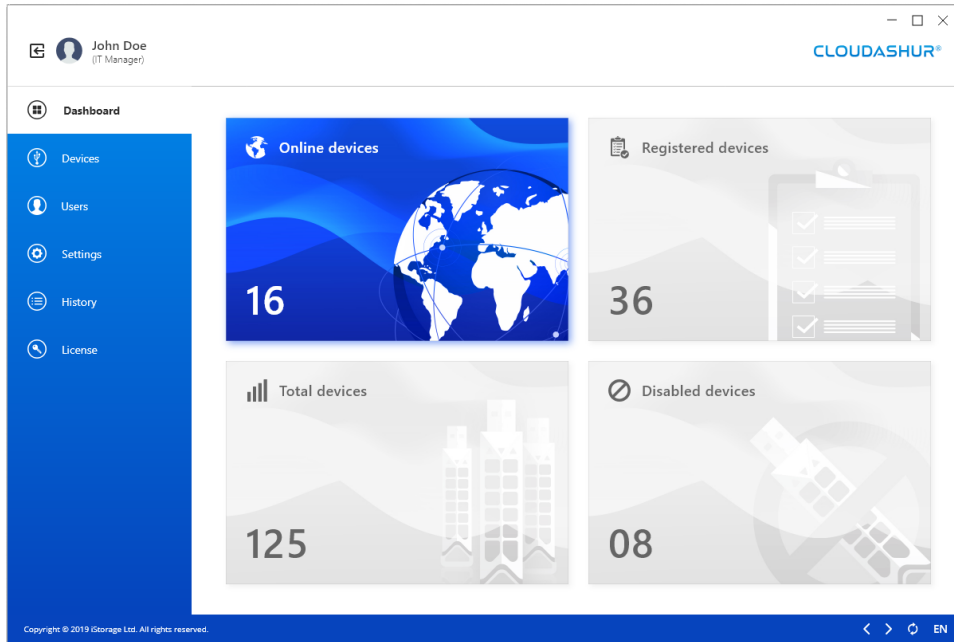 John Doe
(IT Manager)
CLOUDASHUR®
Dashboard
Devices
Users
Settings
History
License
Online devices
16
Registered devices
36
Total devices
125
Disabled devices
08
Copyright © 2019 iStorage Ltd. All rights reserved.
EN